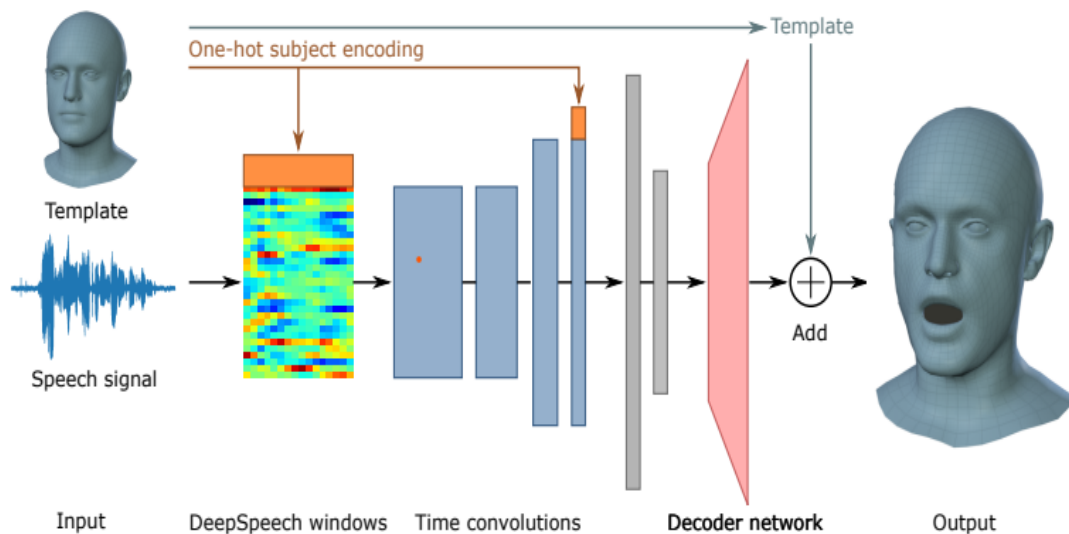 Template
One-hot subject encoding
Template
Speech signal
Add
Input
DeepSpeech windows
Time convolutions
Decoder network
Output